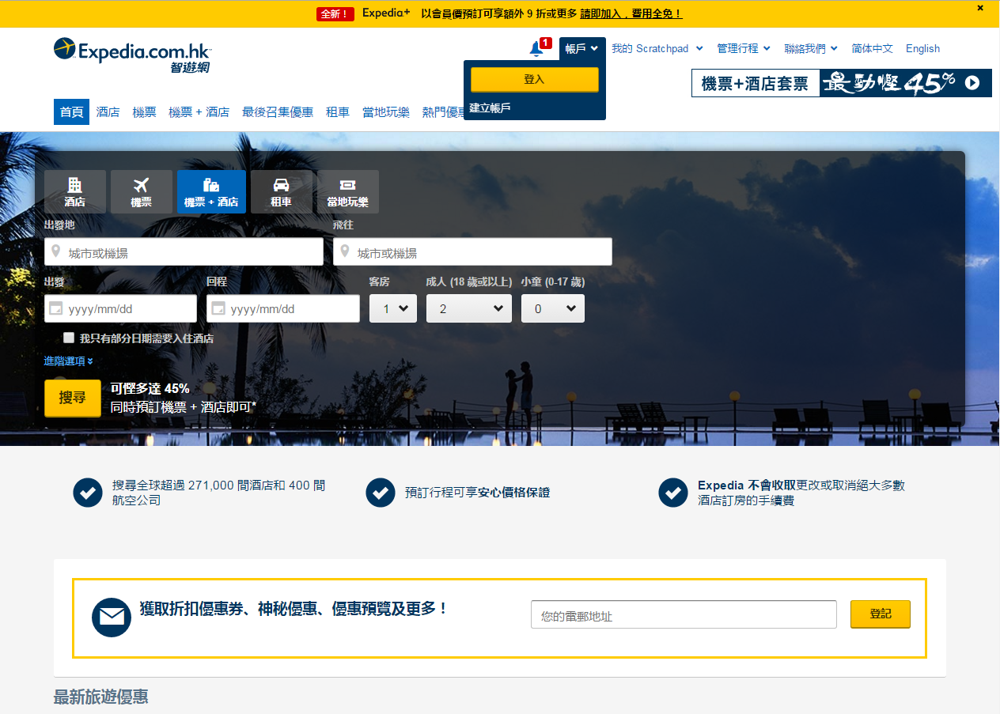 全新！ Expedia+ 以會員價預訂可享額外 9 折或更多 請即加入，費用全免！
Expedia.com.hk
智遊網
1
帳戶 我的 Scratchpad 管理行程 聯絡我們 简体中文 English
登入
建立帳戶
機票+酒店套票 最勁慳 45%
首頁 酒店 機票 機票 + 酒店 最後召集優惠 租車 當地玩樂 熱門優惠
酒店 機票 機票 + 酒店 租車 當地玩樂
出發地 飛往
城市或機場 城市或機場
出發 回程 客房 成人 (18 歲或以上) 小童 (0-17 歲)
yyyy/mm/dd yyyy/mm/dd 1 2 0
我只有部分日期需要入住酒店
進階選項
搜尋
可慳多達 45%
同時預訂機票 + 酒店即可*
搜尋全球超過 271,000 間酒店和 400 間
航空公司
預訂行程可享安心價格保證
Expedia 不會收取更改或取消絕大多數
酒店訂房的手續費
獲取折扣優惠券、神秘優惠、優惠預覽及更多！
您的電郵地址
登記
最新旅遊優惠